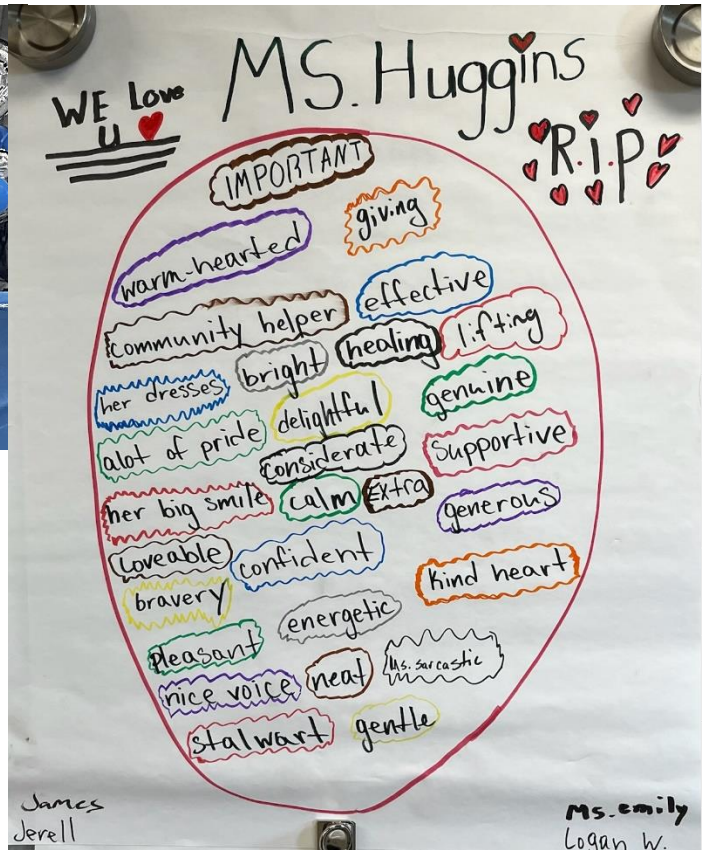 MS. Huggins
WE Love
U
R.I.P
IMPORTANT
giving
warm-hearted
effective
community helper
lifting
healing
bright
her dresses
genuine
delightful
alot of pride
Supportive
considerate
her big smile
calm
Extra
generous
Loveable
confident
Kind heart
bravery
energetic
pleasant
Ms. sarcastic
neat
nice voice
gentle
stalwart
James
Jerell
Ms. emily
Logan W.